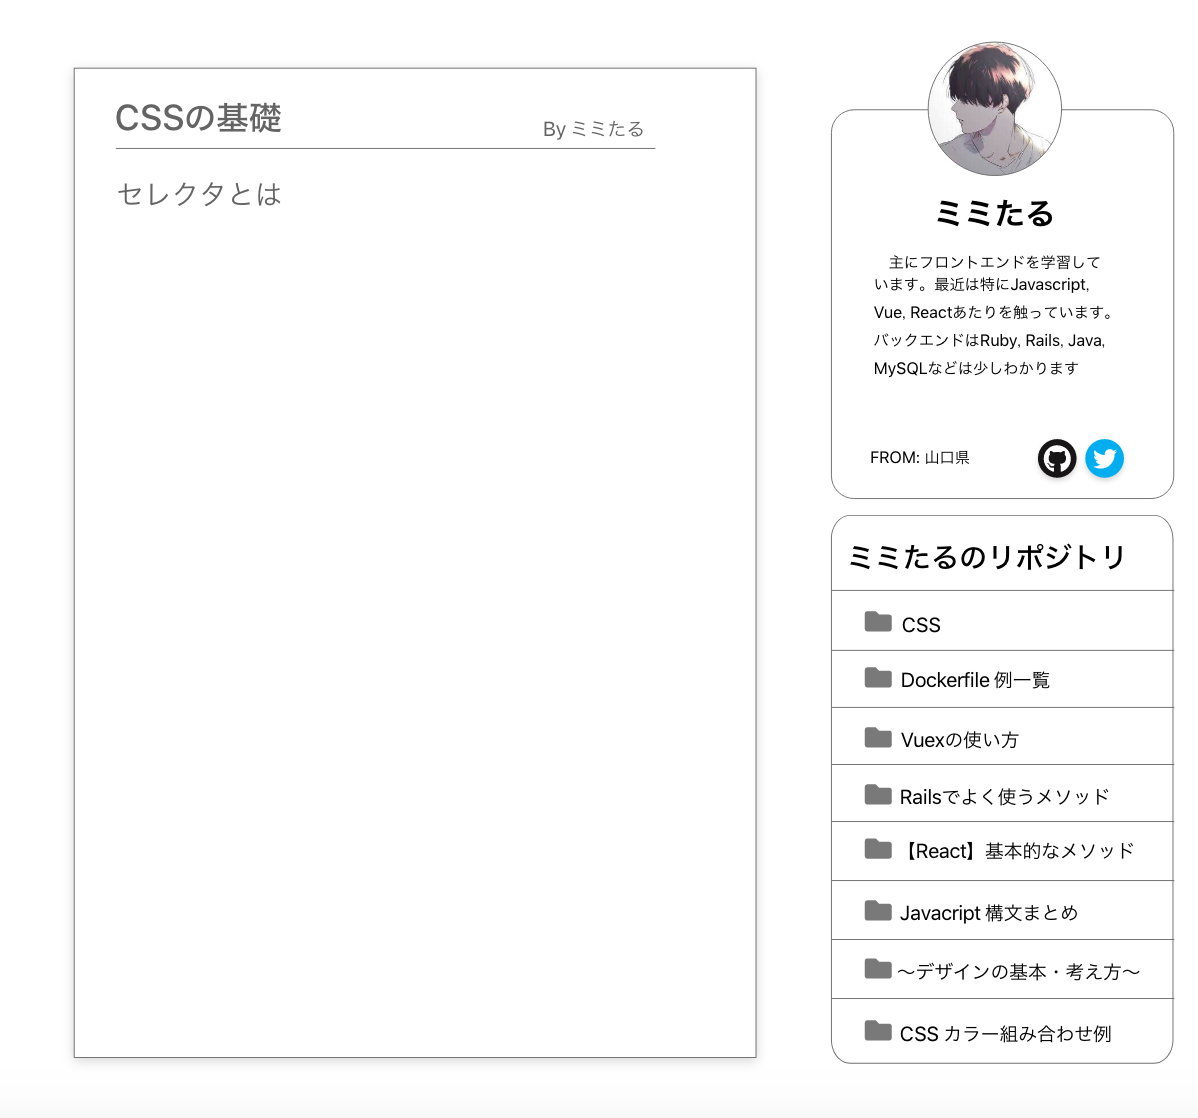 CSSの基礎
By ミミたる
セレクタとは
ミミたる
主にフロントエンドを学習して
います。最近は特にJavascript,
Vue, Reactあたりを触っています。
バックエンドはRuby, Rails, Java,
MySQLなどは少しわかります
FROM: 山口県
ミミたるのリポジトリ
CSS
Dockerfile 例一覧
Vuexの使い方
Railsでよく使うメソッド
【React】基本的なメソッド
Javacript 構文まとめ
〜デザインの基本・考え方〜
CSS カラー組み合わせ例